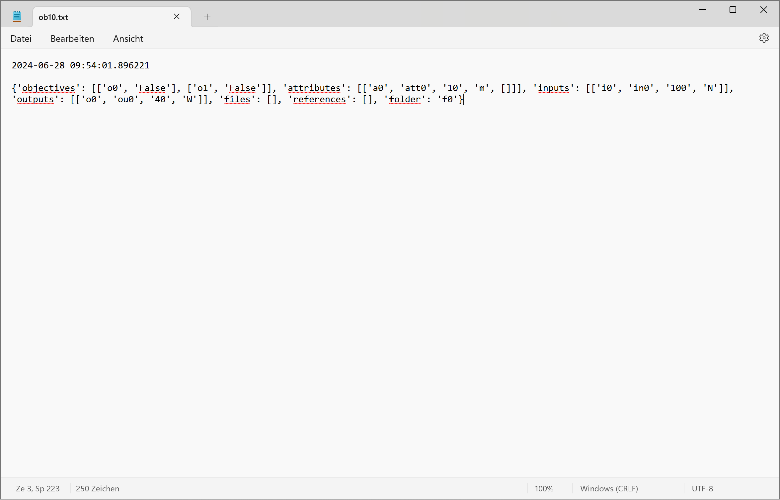 ob10.txt
Datei Bearbeiten Ansicht
2024-06-28 09:54:01.896221
{'objectives': [['o0', 'False'], ['o1', 'False']], 'attributes': [['a0', 'att0', '10', 'm', []]], 'inputs': [['i0', 'in0', '100', 'N']],
'outputs': [['o0', 'ou0', '40', 'W']], 'files': [], 'references': [], 'folder': 'f0'}
Ze 3, Sp 223 250 Zeichen 100% Windows (CRLF) UTF-8